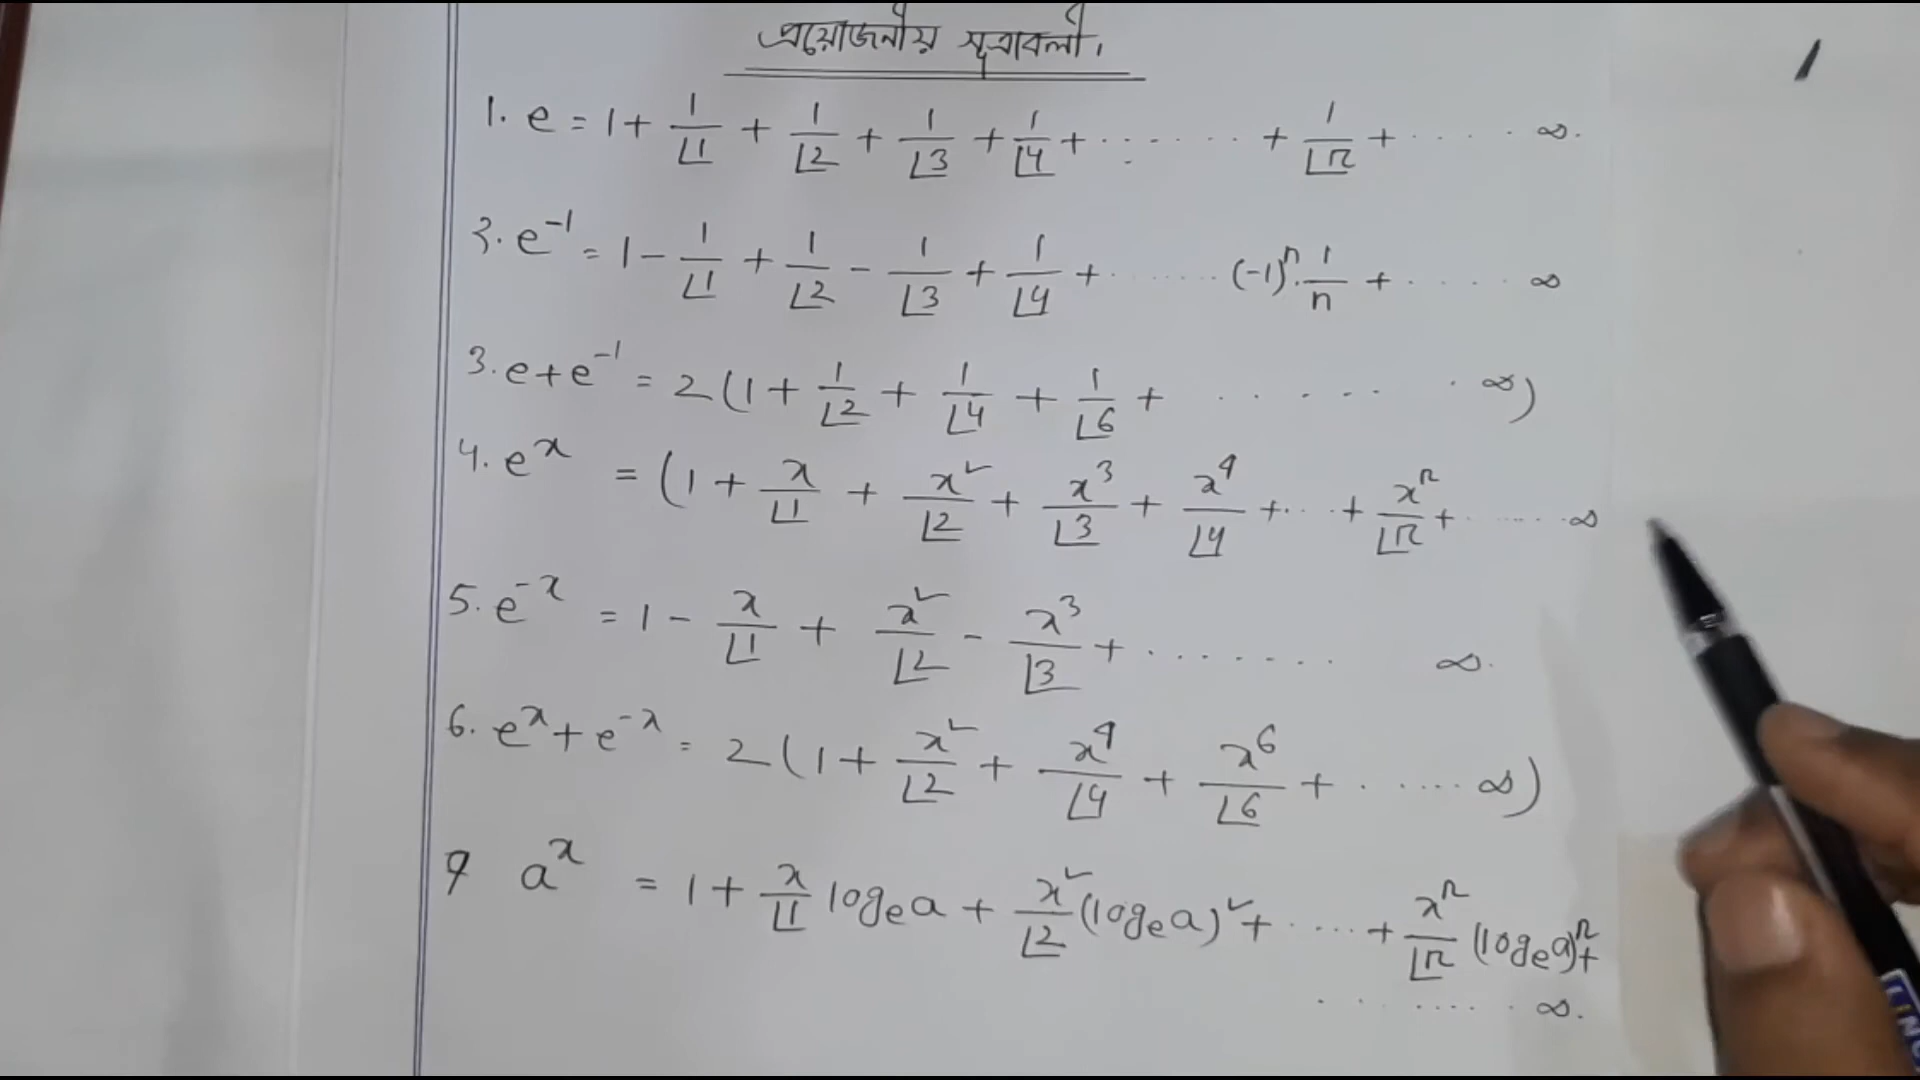 প্রয়োজনীয় সূত্রাবলী।
1. e = 1 + 1/∟1 + 1/∟2 + 1/∟3 + 1/∟4 + ........ + 1/∟n + ..... ∞.
2. e⁻¹ = 1 - 1/∟1 + 1/∟2 - 1/∟3 + 1/∟4 + ....... (-1)ⁿ. 1/n + ..... ∞
3. e + e⁻¹ = 2(1 + 1/∟2 + 1/∟4 + 1/∟6 + ....... ∞)
4. eˣ = (1 + x/∟1 + x²/∟2 + x³/∟3 + x⁴/∟4 + ... + xⁿ/∟n + ...... ∞
5. e⁻ˣ = 1 - x/∟1 + x²/∟2 - x³/∟3 + ....... ∞.
6. eˣ + e⁻ˣ = 2(1 + x²/∟2 + x⁴/∟4 + x⁶/∟6 + ...... ∞)
7 aˣ = 1 + x/∟1 logₑa + x²/∟2 (logₑa)² + ..... + xⁿ/∟n (logₑa)ⁿ +
........ ∞.